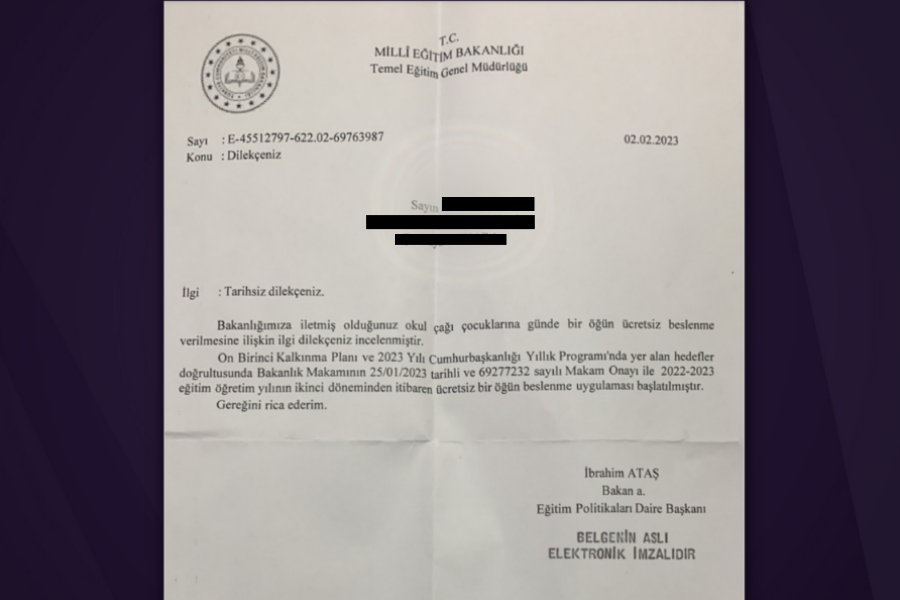 T.C.
MİLLÎ EĞİTİM BAKANLIĞI
Temel Eğitim Genel Müdürlüğü
Sayı : E-45512797-622.02-69763987
02.02.2023
Konu : Dilekçeniz
Sayın
İlgi : Tarihsiz dilekçeniz.
Bakanlığımıza iletmiş olduğunuz okul çağı çocuklarına günde bir öğün ücretsiz beslenme
verilmesine ilişkin ilgi dilekçeniz incelenmiştir.
On Birinci Kalkınma Planı ve 2023 Yılı Cumhurbaşkanlığı Yıllık Programı'nda yer alan hedefler
doğrultusunda Bakanlık Makamının 25/01/2023 tarihli ve 69277232 sayılı Makam Onayı ile 2022-2023
eğitim öğretim yılının ikinci döneminden itibaren ücretsiz bir öğün beslenme uygulaması başlatılmıştır.
Gereğini rica ederim.
İbrahim ATAŞ
Bakan a.
Eğitim Politikaları Daire Başkanı
BELGENİN ASLI
ELEKTRONİK İMZALIDIR